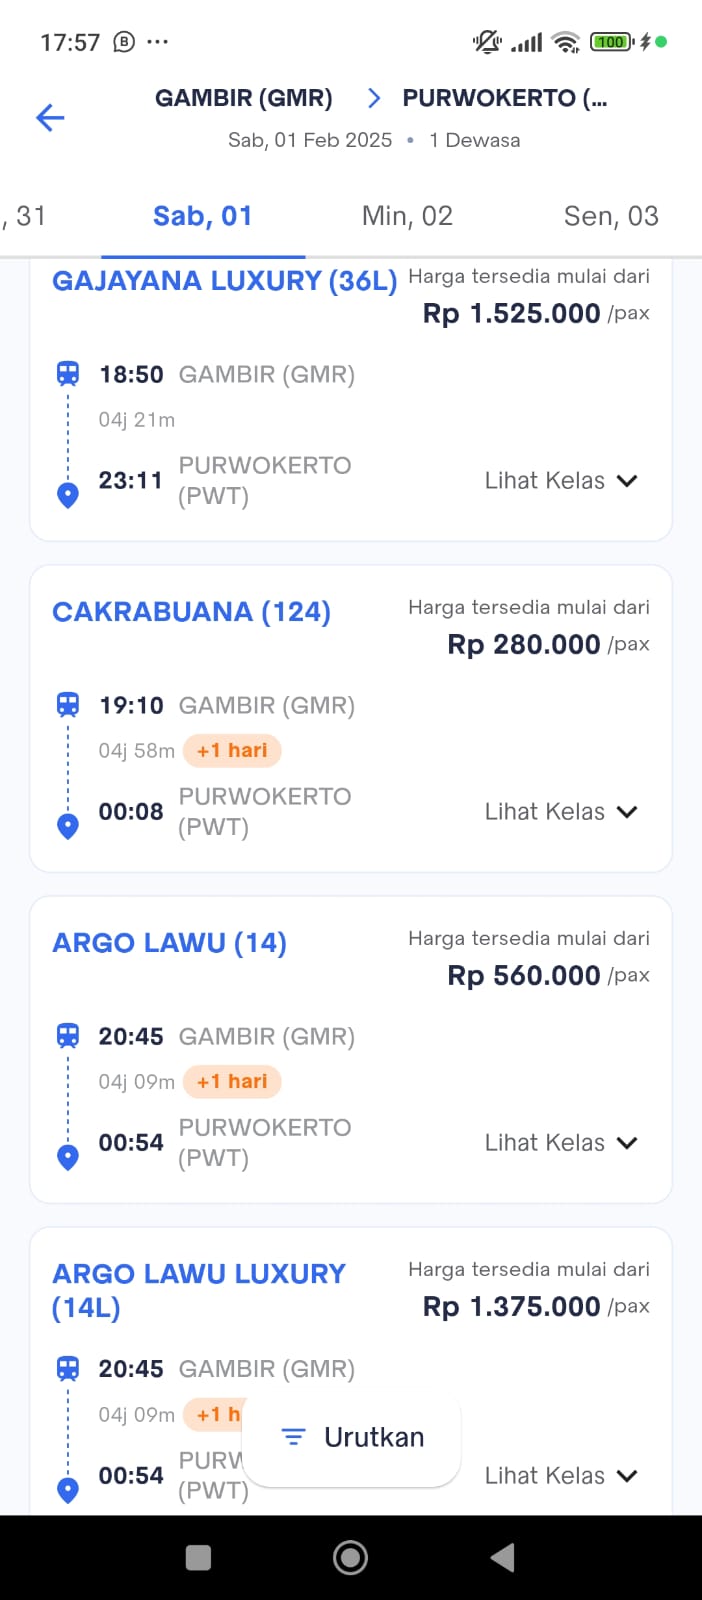 17:57
100
GAMBIR (GMR) PURWOKERTO (...
Sab, 01 Feb 2025 • 1 Dewasa
, 31 Sab, 01 Min, 02 Sen, 03
GAJAYANA LUXURY (36L) Harga tersedia mulai dari
Rp 1.525.000 /pax
18:50 GAMBIR (GMR)
04j 21m
23:11 PURWOKERTO
(PWT)
Lihat Kelas
CAKRABUANA (124) Harga tersedia mulai dari
Rp 280.000 /pax
19:10 GAMBIR (GMR)
04j 58m +1 hari
00:08 PURWOKERTO
(PWT)
Lihat Kelas
ARGO LAWU (14) Harga tersedia mulai dari
Rp 560.000 /pax
20:45 GAMBIR (GMR)
04j 09m +1 hari
00:54 PURWOKERTO
(PWT)
Lihat Kelas
ARGO LAWU LUXURY
(14L)
Harga tersedia mulai dari
Rp 1.375.000 /pax
20:45 GAMBIR (GMR)
04j 09m +1 h
00:54 PURW
(PWT)
Lihat Kelas
Urutkan